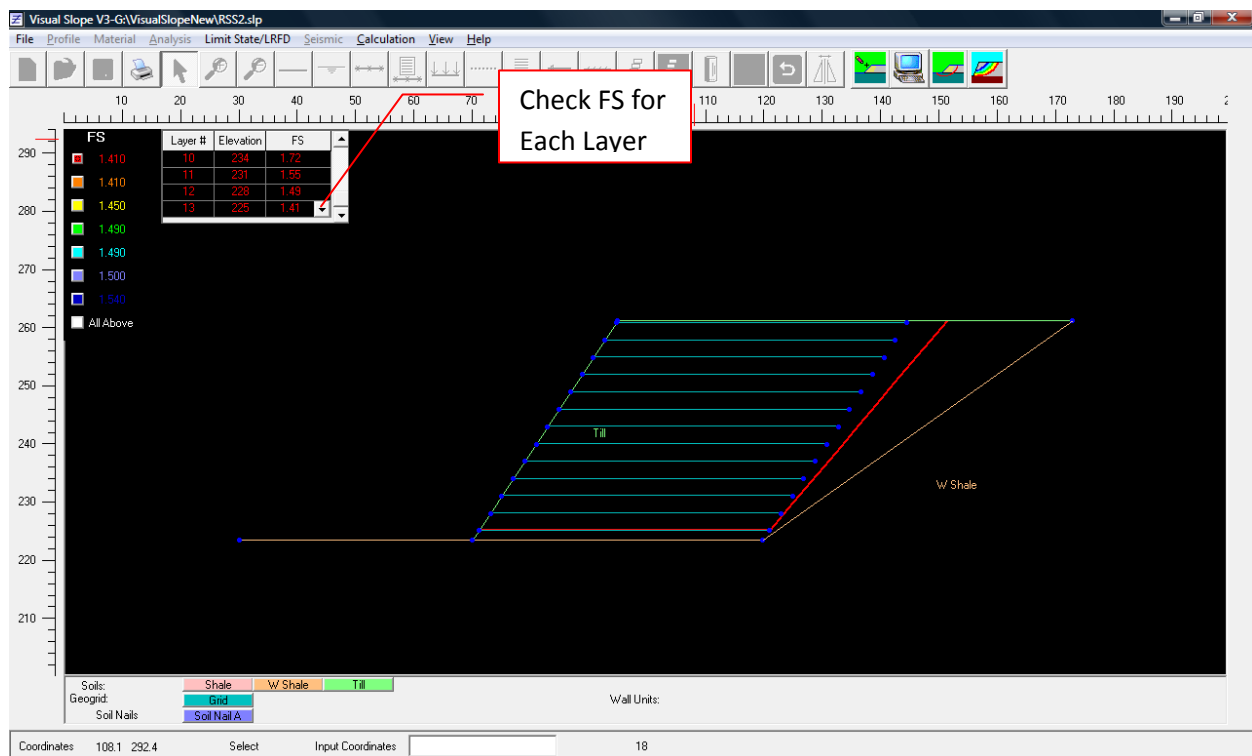 Visual Slope V3-G:\VisualSlopeNew\RSS2.slp
File Profile Material Analysis Limit State/LRFD Seismic Calculation View Help
Check FS for
Each Layer
10 20 30 40 50 60 70 110 120 130 140 150 160 170 180 190 2
FS
1.410
1.410
1.450
1.490
1.490
1.500
1.540
All Above
Layer # Elevation FS
10 234 1.72
11 231 1.55
12 228 1.49
13 225 1.41
290
280
270
260
250
240
230
220
210
Till
W Shale
Soils: Shale W Shale Till
Geogrid: Grid Wall Units:
Soil Nails Soil Nail A
Coordinates 108.1 292.4 Select Input Coordinates 18